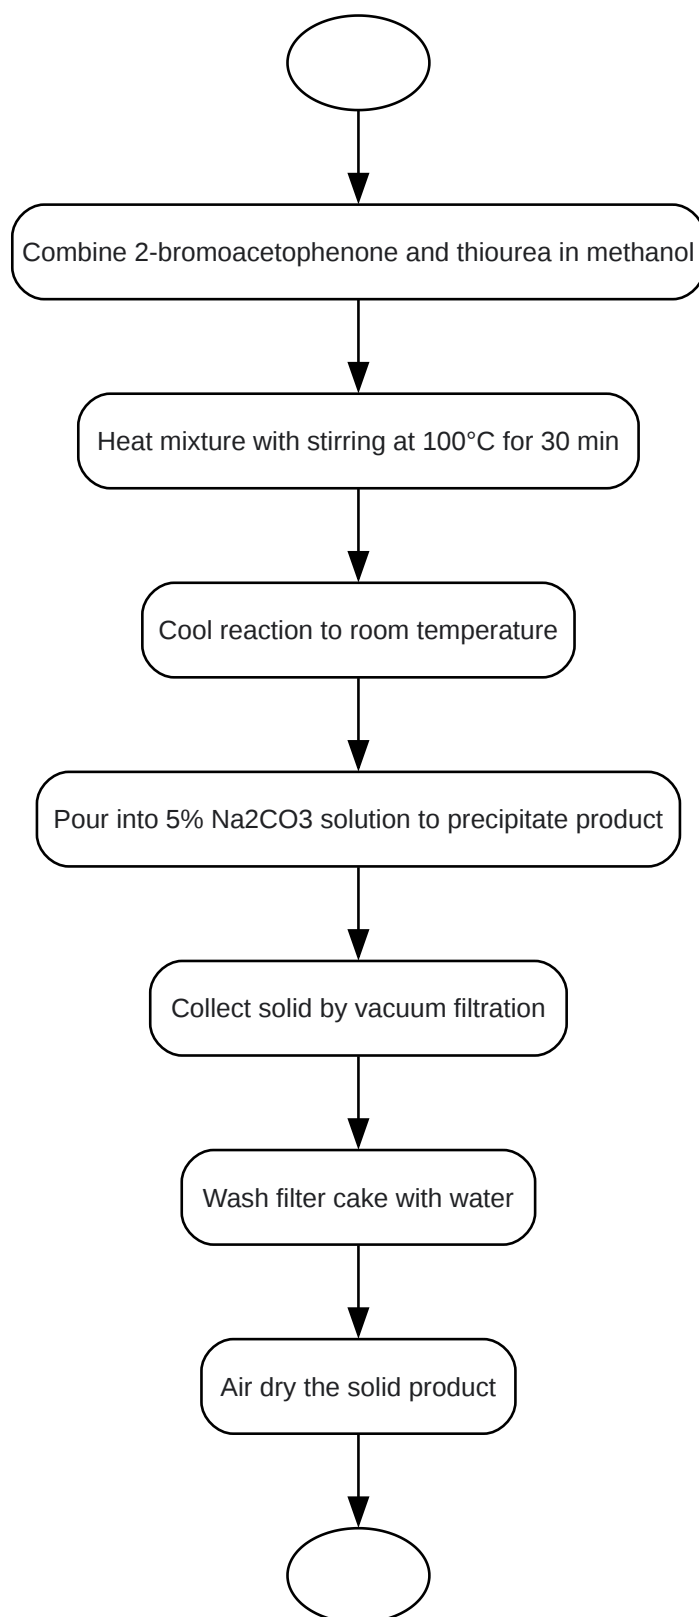 Combine 2-bromoacetophenone and thiourea in methanol
Heat mixture with stirring at 100°C for 30 min
Cool reaction to room temperature
Pour into 5% Na2CO3 solution to precipitate product
Collect solid by vacuum filtration
Wash filter cake with water
Air dry the solid product